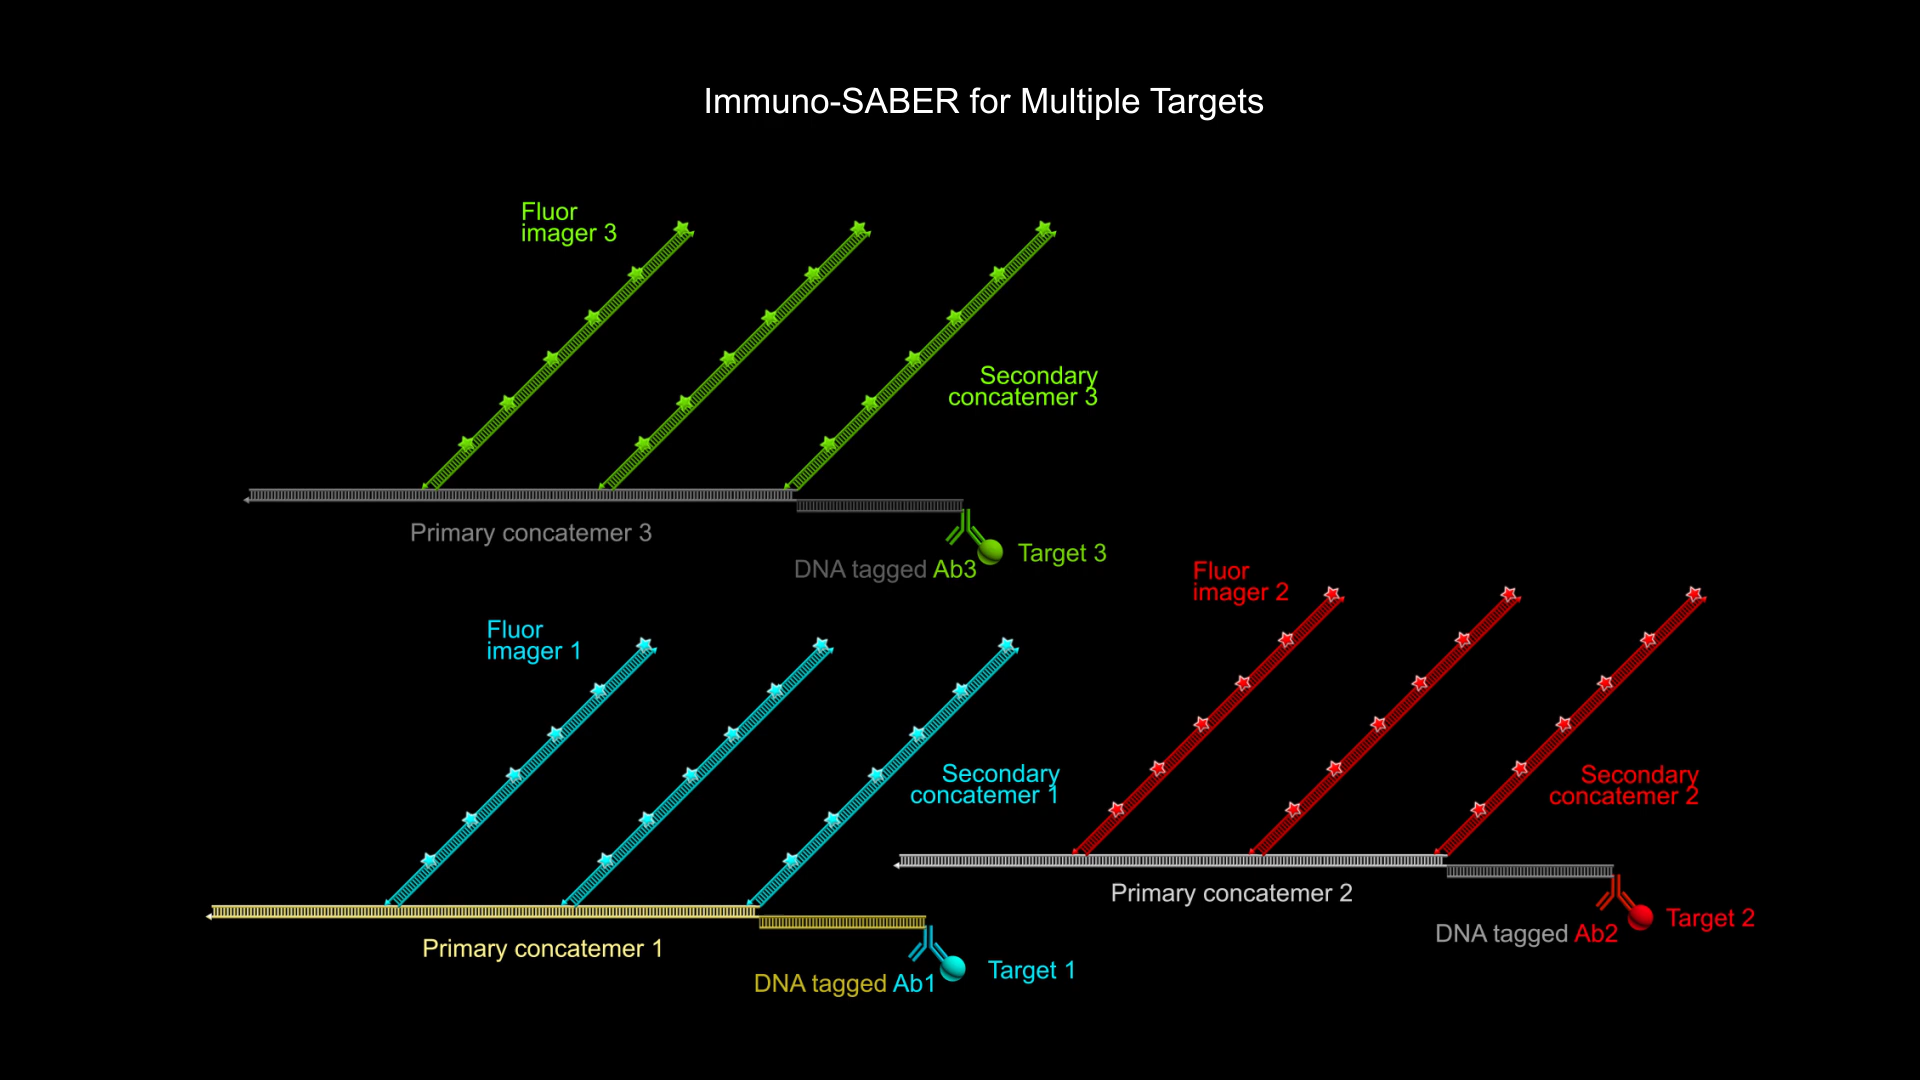 Immuno-SABER for Multiple Targets
Fluor
imager 3
Secondary
concatemer 3
Primary concatemer 3
DNA tagged Ab3
Target 3
Fluor
imager 1
Secondary
concatemer 1
Primary concatemer 1
DNA tagged Ab1
Target 1
Fluor
imager 2
Secondary
concatemer 2
Primary concatemer 2
DNA tagged Ab2
Target 2